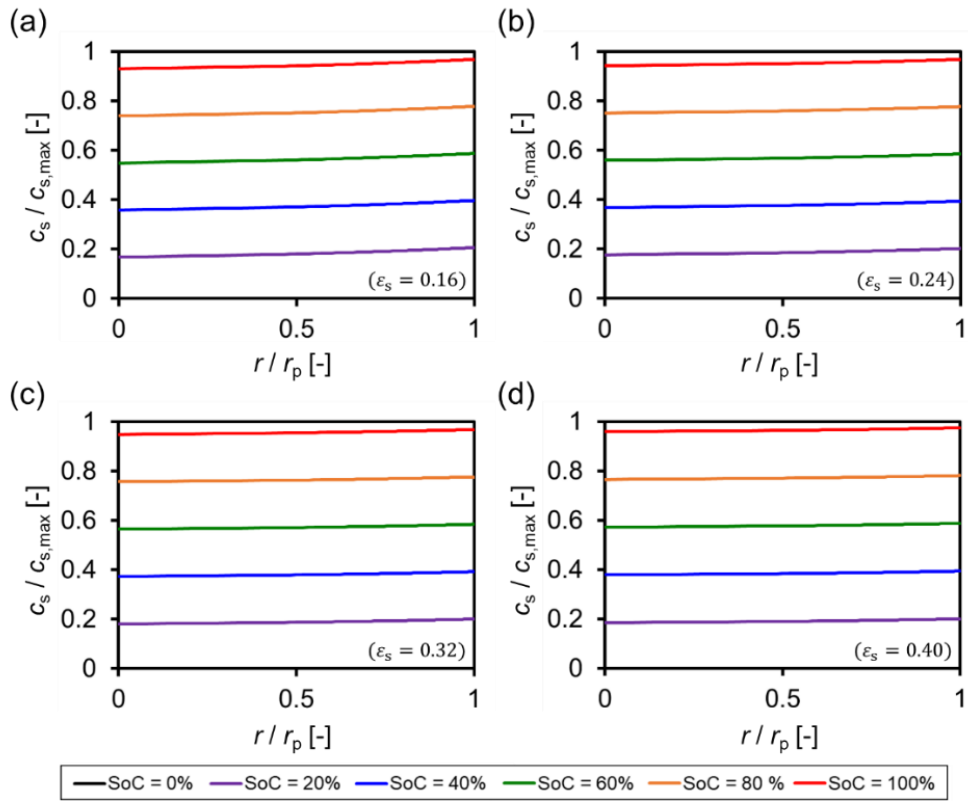 (a)
(b)
1
0.8
0.6
0.4
0.2
0
c_s / c_s,max [-]
(ε_s = 0.16)
0
0.5
1
r / r_p [-]
1
0.8
0.6
0.4
0.2
0
c_s / c_s,max [-]
(ε_s = 0.24)
0
0.5
1
r / r_p [-]
(c)
(d)
1
0.8
0.6
0.4
0.2
0
c_s / c_s,max [-]
(ε_s = 0.32)
0
0.5
1
r / r_p [-]
1
0.8
0.6
0.4
0.2
0
c_s / c_s,max [-]
(ε_s = 0.40)
0
0.5
1
r / r_p [-]
SoC = 0% SoC = 20% SoC = 40% SoC = 60% SoC = 80% SoC = 100%